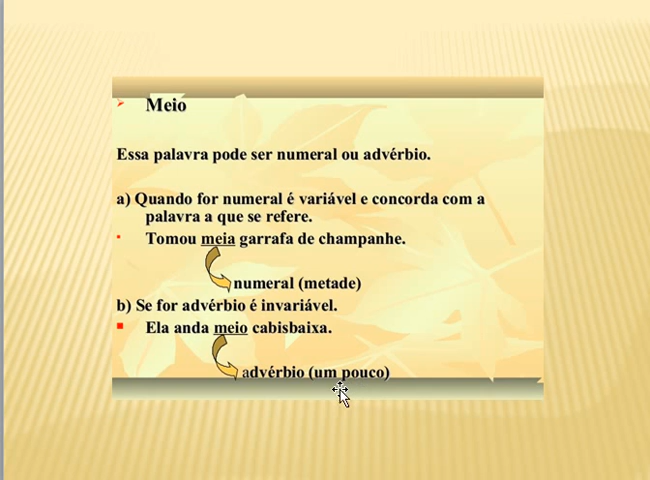 Meio
Essa palavra pode ser numeral ou advérbio.
a) Quando for numeral é variável e concorda com a
palavra a que se refere.
Tomou meia garrafa de champanhe.
numeral (metade)
b) Se for advérbio é invariável.
Ela anda meio cabisbaixa.
advérbio (um pouco)